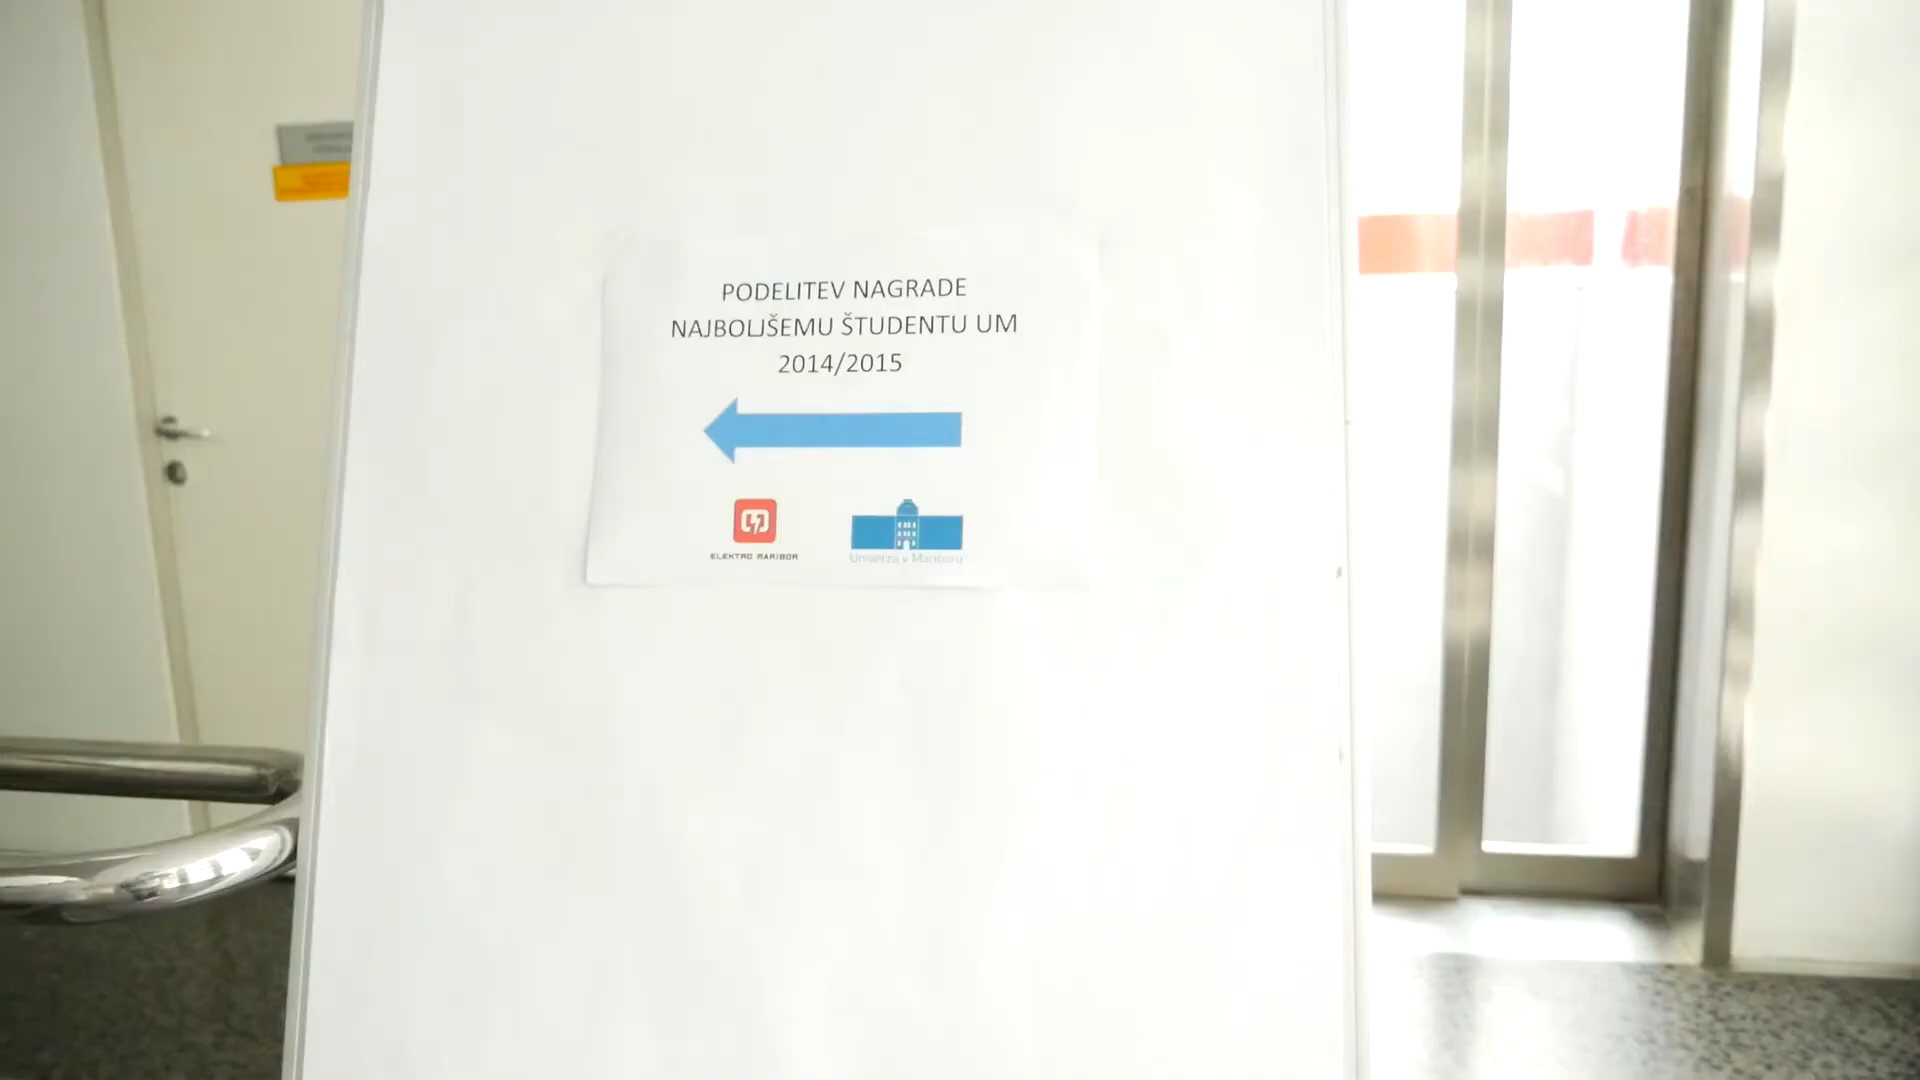 PODELITEV NAGRADE
NAJBOLJŠEMU ŠTUDENTU UM
2014/2015
ELEKTRO MARIBOR
Univerza v Mariboru